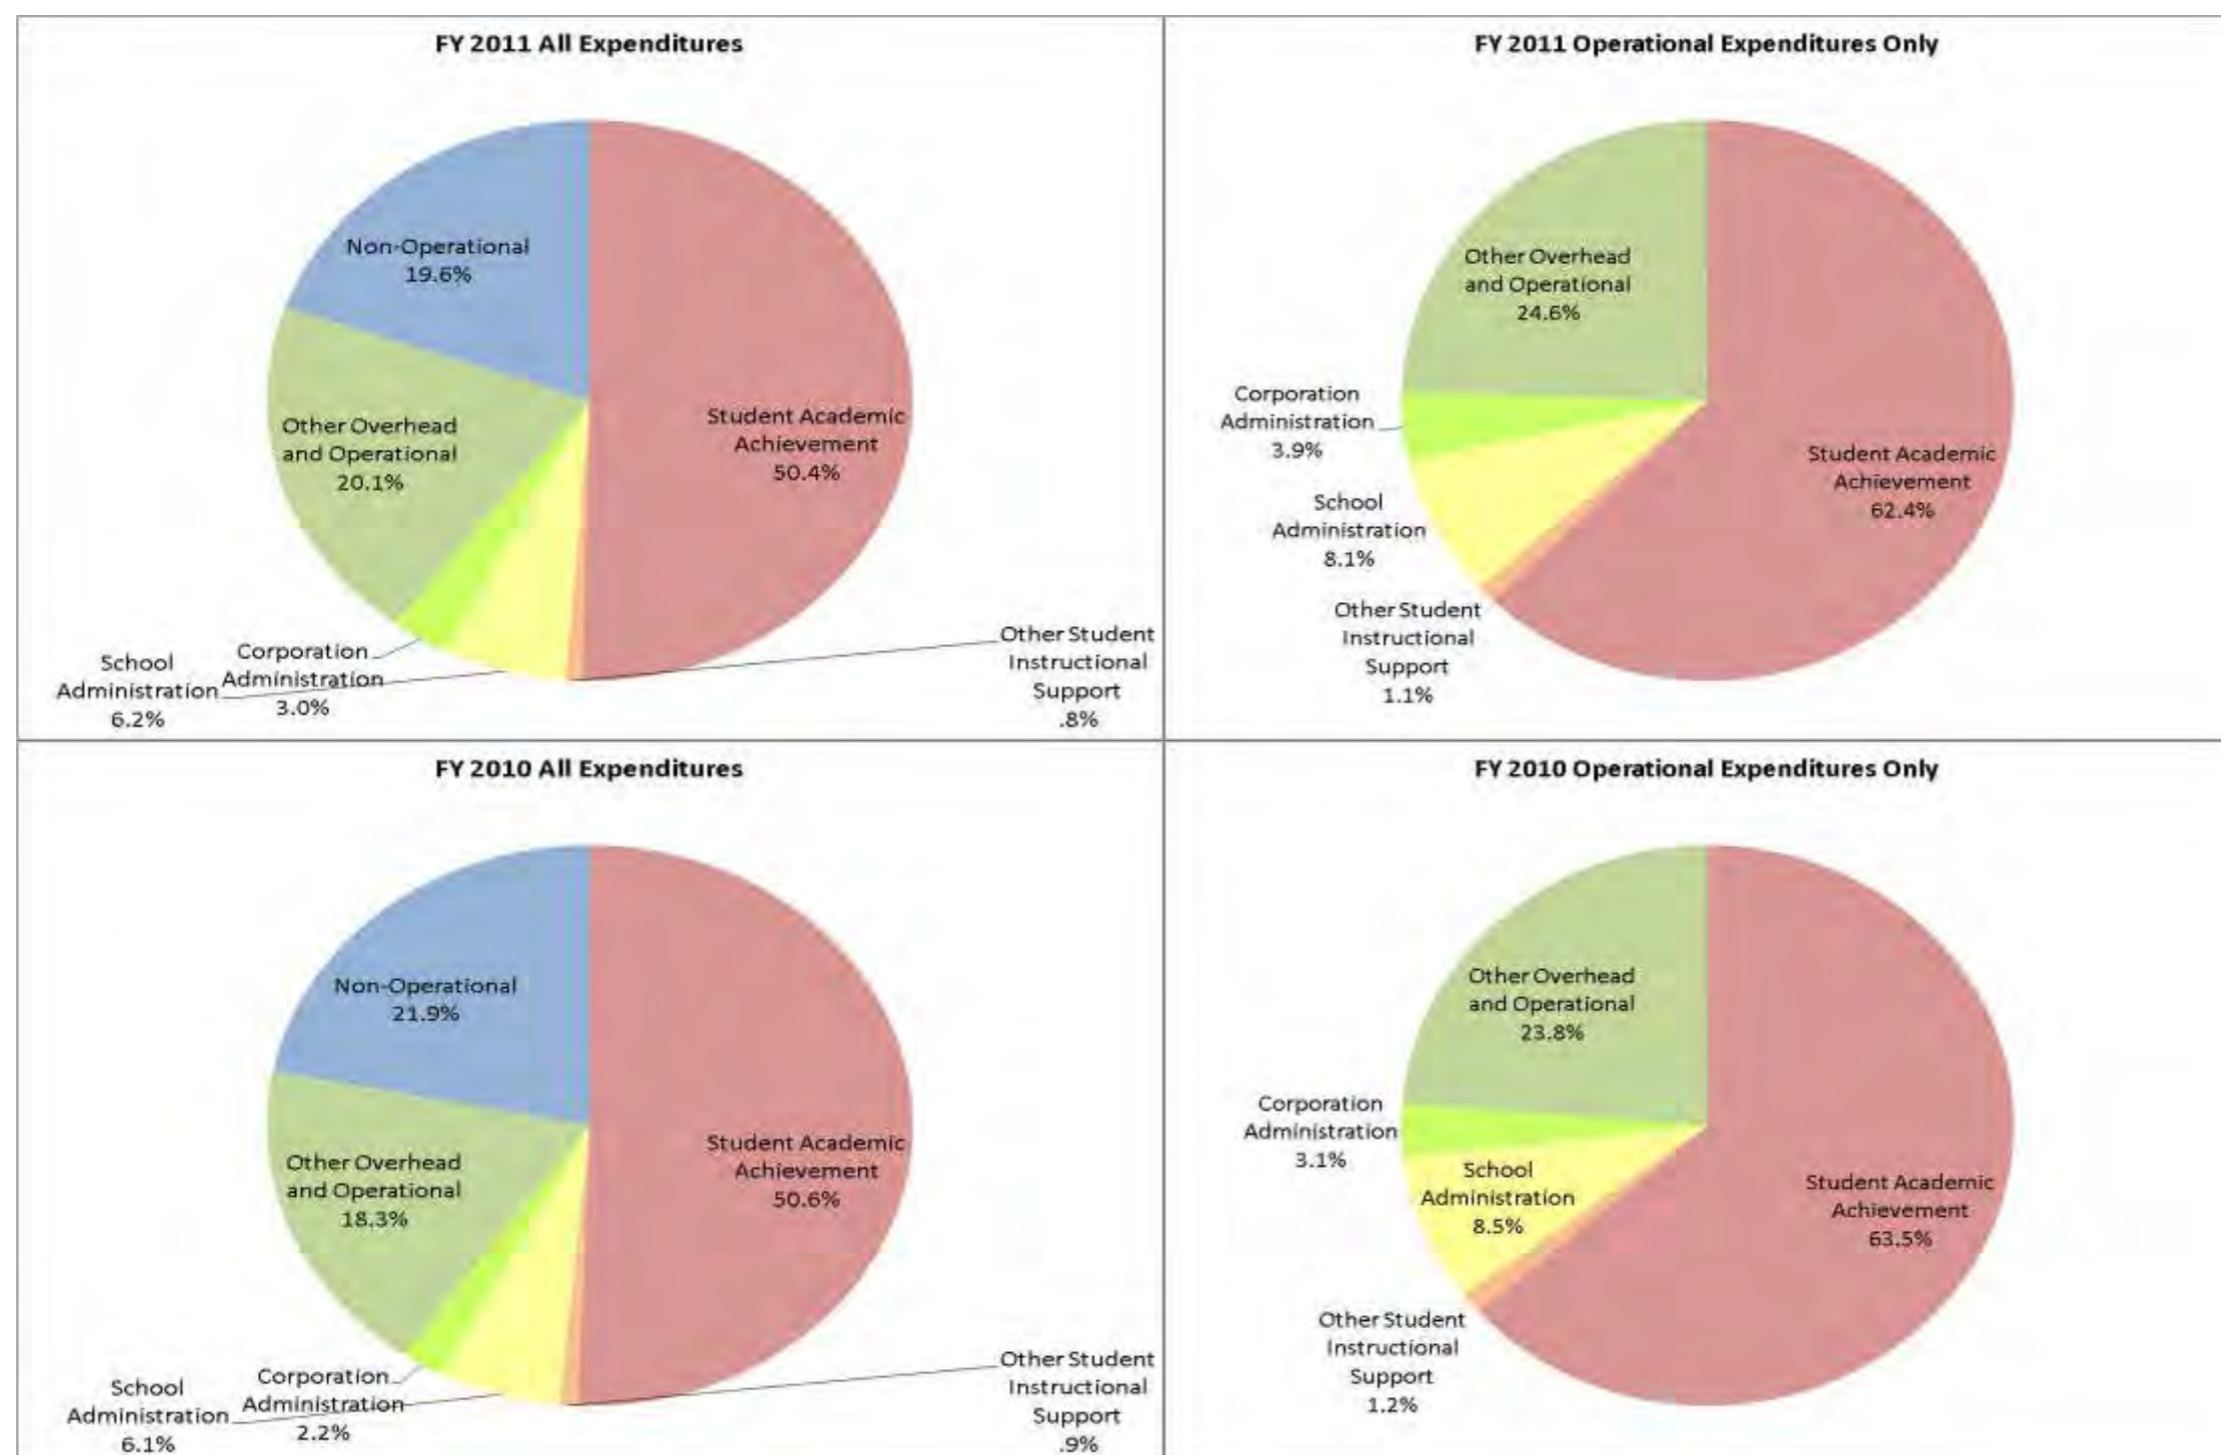 FY 2011 All Expenditures
Non-Operational
19.6%
Other Overhead
and Operational
20.1%
Student Academic
Achievement
50.4%
School
Administration
6.2%
Corporation
Administration
3.0%
Other Student
Instructional
Support
.8%
FY 2011 Operational Expenditures Only
Other Overhead
and Operational
24.6%
Corporation
Administration
3.9%
School
Administration
8.1%
Other Student
Instructional
Support
1.1%
Student Academic
Achievement
62.4%
FY 2010 All Expenditures
Non-Operational
21.9%
Other Overhead
and Operational
18.3%
Student Academic
Achievement
50.6%
School
Administration
6.1%
Corporation
Administration
2.2%
Other Student
Instructional
Support
.9%
FY 2010 Operational Expenditures Only
Other Overhead
and Operational
23.8%
Corporation
Administration
3.1%
School
Administration
8.5%
Other Student
Instructional
Support
1.2%
Student Academic
Achievement
63.5%